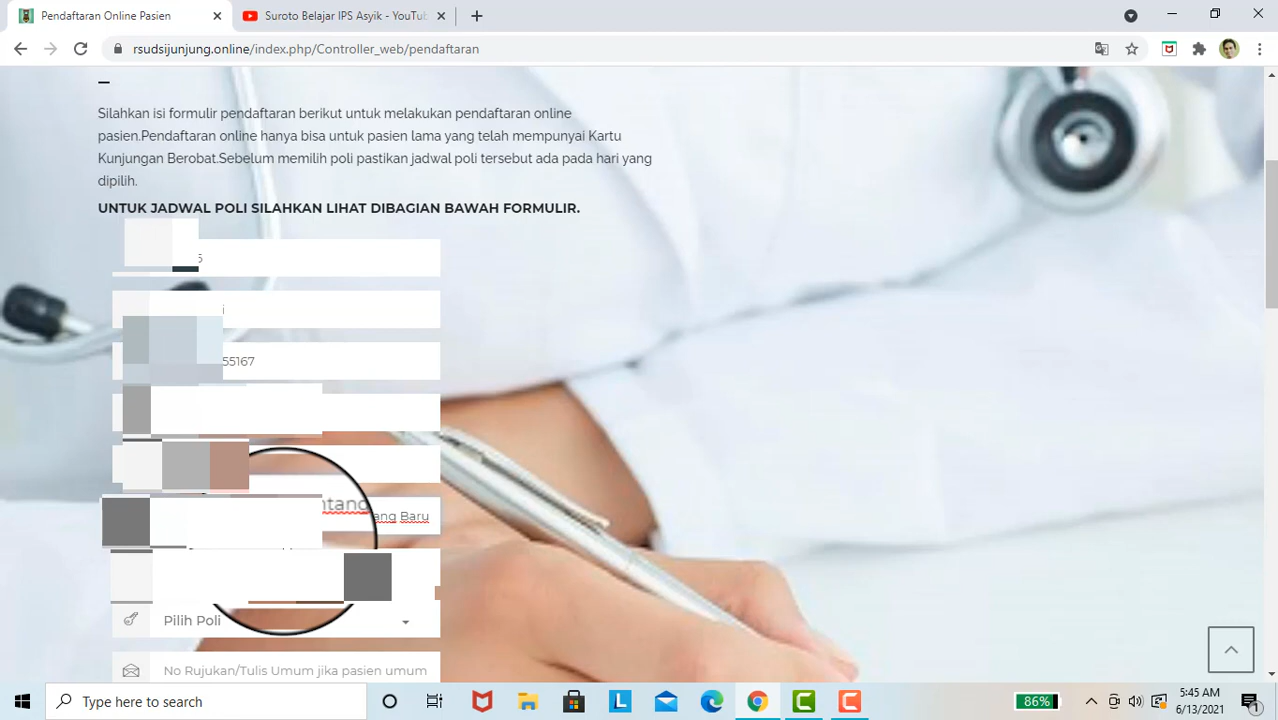 Pendaftaran Online Pasien
Suroto Belajar IPS Asyik - YouTu
rsudsijunjung.online/index.php/Controller_web/pendaftaran
Silahkan isi formulir pendaftaran berikut untuk melakukan pendaftaran online
pasien.Pendaftaran online hanya bisa untuk pasien lama yang telah mempunyai Kartu
Kunjungan Berobat.Sebelum memilih poli pastikan jadwal poli tersebut ada pada hari yang
dipilih.
UNTUK JADWAL POLI SILAHKAN LIHAT DIBAGIAN BAWAH FORMULIR.
i
55167
ntang
ang Baru
Pilih Poli
No Rujukan/Tulis Umum jika pasien umum
Type here to search
86%
5:45 AM
6/13/2021